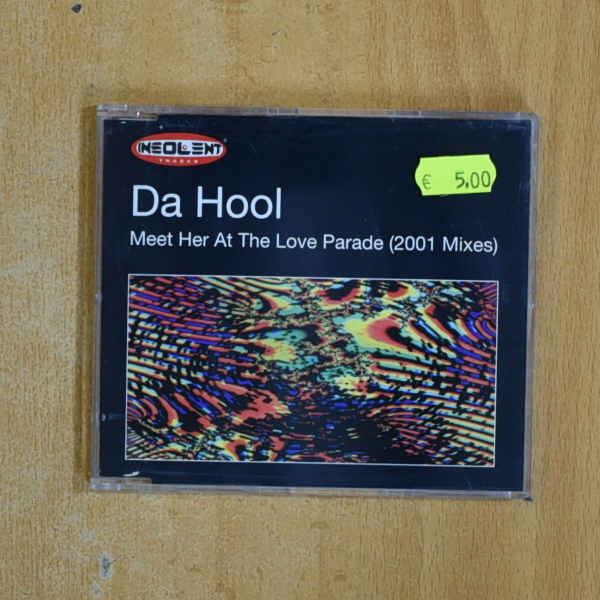 INSOLENT
TRACKS
€ 5,00
Da Hool
Meet Her At The Love Parade (2001 Mixes)